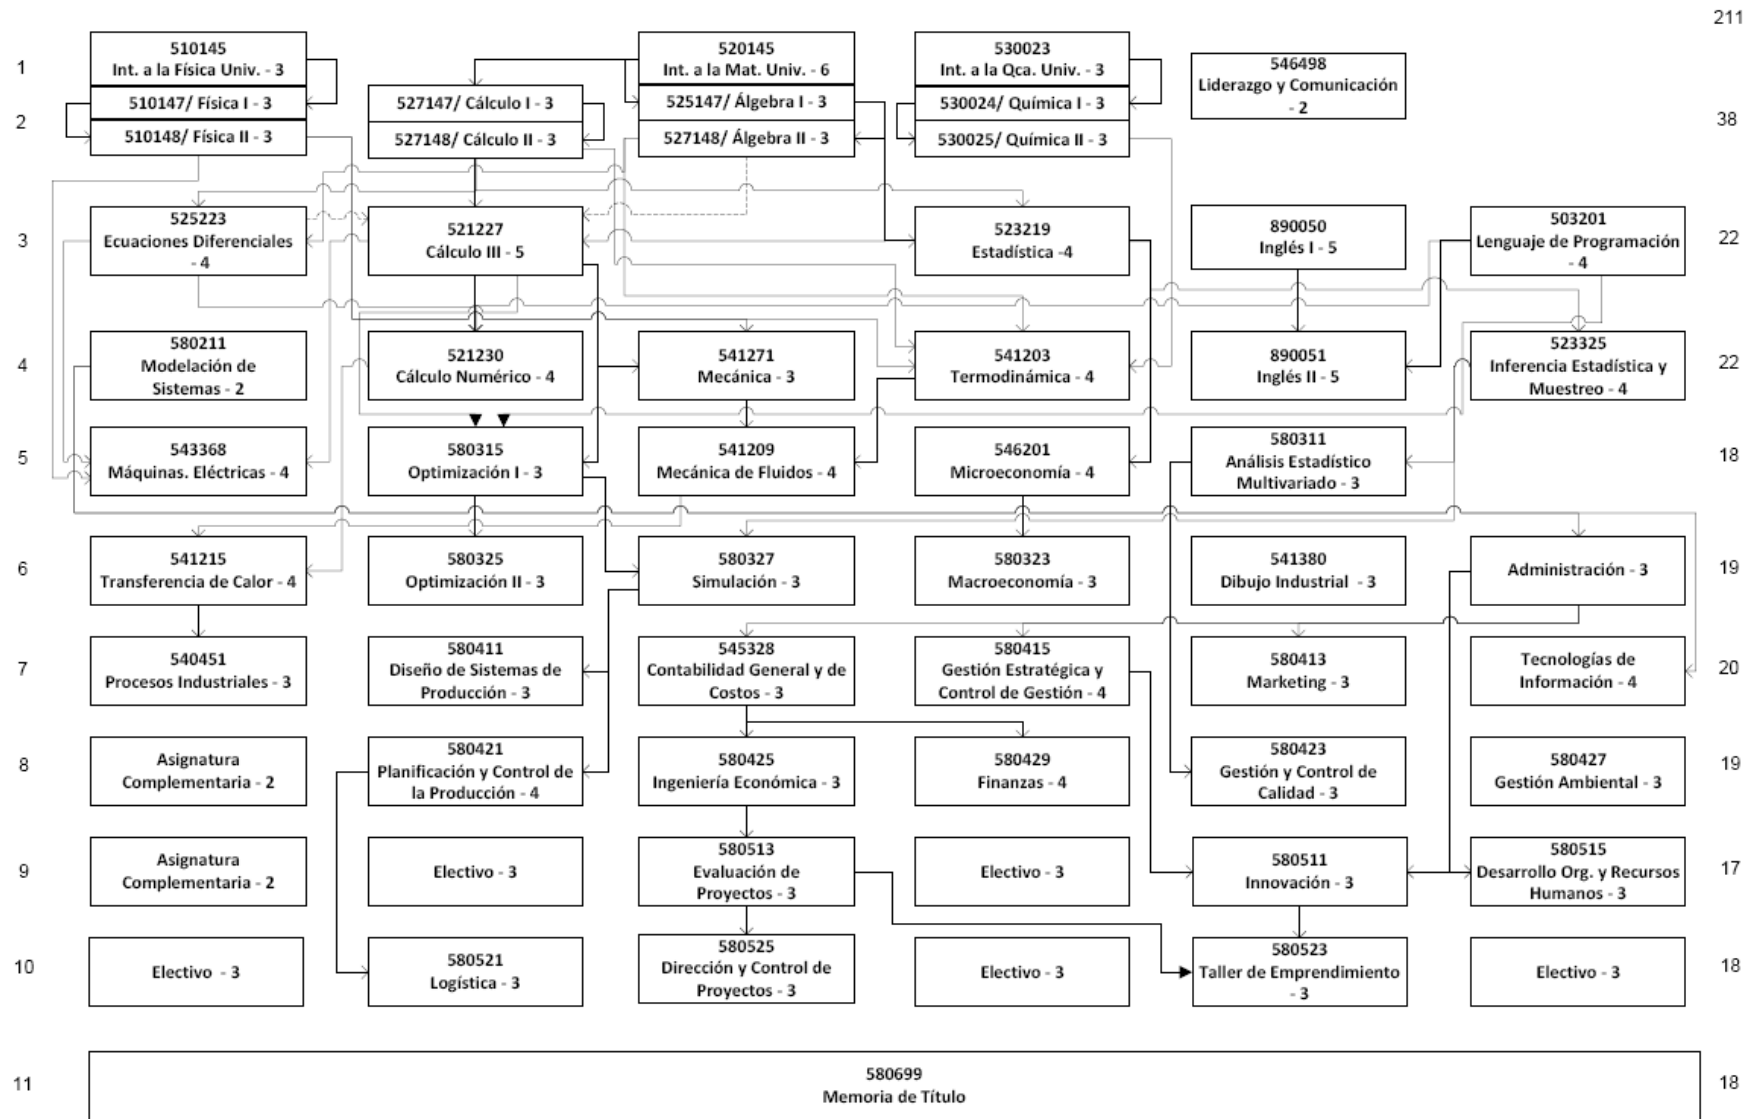 211
1
510145
Int. a la Física Univ. - 3
520145
Int. a la Mat. Univ. - 6
530023
Int. a la Qca. Univ. - 3
546498
Liderazgo y Comunicación
- 2
2
510147/ Física I - 3
527147/ Cálculo I - 3
525147/ Álgebra I - 3
530024/ Química I - 3
38
510148/ Física II - 3
527148/ Cálculo II - 3
527148/ Álgebra II - 3
530025/ Química II - 3
3
525223
Ecuaciones Diferenciales
- 4
521227
Cálculo III - 5
523219
Estadística -4
890050
Inglés I - 5
503201
Lenguaje de Programación
- 4
22
4
580211
Modelación de
Sistemas - 2
521230
Cálculo Numérico - 4
541271
Mecánica - 3
541203
Termodinámica - 4
890051
Inglés II - 5
523325
Inferencia Estadística y
Muestreo - 4
22
5
543368
Máquinas. Eléctricas - 4
580315
Optimización I - 3
541209
Mecánica de Fluidos - 4
546201
Microeconomía - 4
580311
Análisis Estadístico
Multivariado - 3
18
6
541215
Transferencia de Calor - 4
580325
Optimización II - 3
580327
Simulación - 3
580323
Macroeconomía - 3
541380
Dibujo Industrial - 3
Administración - 3
19
7
540451
Procesos Industriales - 3
580411
Diseño de Sistemas de
Producción - 3
545328
Contabilidad General y de
Costos - 3
580415
Gestión Estratégica y
Control de Gestión - 4
580413
Marketing - 3
Tecnologías de
Información - 4
20
8
Asignatura
Complementaria - 2
580421
Planificación y Control de
la Producción - 4
580425
Ingeniería Económica - 3
580429
Finanzas - 4
580423
Gestión y Control de
Calidad - 3
580427
Gestión Ambiental - 3
19
9
Asignatura
Complementaria - 2
Electivo - 3
580513
Evaluación de
Proyectos - 3
Electivo - 3
580511
Innovación - 3
580515
Desarrollo Org. y Recursos
Humanos - 3
17
10
Electivo - 3
580521
Logística - 3
580525
Dirección y Control de
Proyectos - 3
Electivo - 3
580523
Taller de Emprendimiento
- 3
Electivo - 3
18
11
580699
Memoria de Título
18